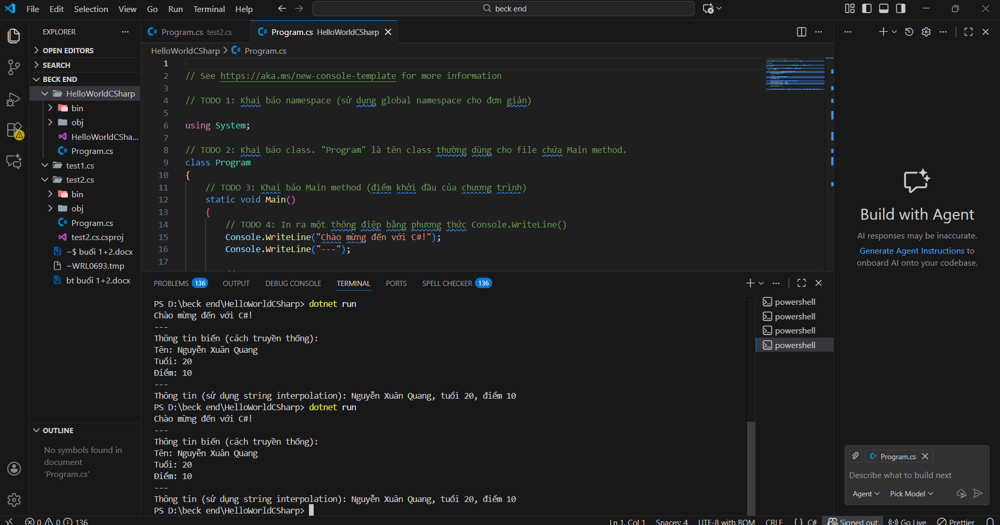 File Edit Selection View Go Run Terminal Help
beck end
EXPLORER
OPEN EDITORS
SEARCH
BECK END
HelloWorldCSharp
bin
obj
HelloWorldCSha...
Program.cs
test1.cs
test2.cs
bin
obj
Program.cs
test2.cs.csproj
~$ buổi 1+2.docx
~WRL0693.tmp
bt buổi 1+2.docx
OUTLINE
No symbols found in
document
'Program.cs'
Program.cs test2.cs
Program.cs HelloWorldCSharp
HelloWorldCSharp > Program.cs
1
2 // See https://aka.ms/new-console-template for more information
3
4 // TODO 1: Khai báo namespace (sử dụng global namespace cho đơn giản)
5
6 using System;
7
8 // TODO 2: Khai báo class. "Program" là tên class thường dùng cho file chứa Main method.
9 class Program
10 {
11 // TODO 3: Khai báo Main method (điểm khởi đầu của chương trình)
12 static void Main()
13 {
14 // TODO 4: In ra một thông điệp bằng phương thức Console.WriteLine()
15 Console.WriteLine("Chào mừng đến với C#!");
16 Console.WriteLine("---");
17
PROBLEMS 136 OUTPUT DEBUG CONSOLE TERMINAL PORTS SPELL CHECKER 136
PS D:\beck end\HelloWorldCSharp> dotnet run
Chào mừng đến với C#!
---
Thông tin biến (cách truyền thống):
Tên: Nguyễn Xuân Quang
Tuổi: 20
Điểm: 10
---
Thông tin (sử dụng string interpolation): Nguyễn Xuân Quang, tuổi 20, điểm 10
PS D:\beck end\HelloWorldCSharp> dotnet run
Chào mừng đến với C#!
---
Thông tin biến (cách truyền thống):
Tên: Nguyễn Xuân Quang
Tuổi: 20
Điểm: 10
---
Thông tin (sử dụng string interpolation): Nguyễn Xuân Quang, tuổi 20, điểm 10
PS D:\beck end\HelloWorldCSharp>
powershell
powershell
powershell
powershell
Build with Agent
AI responses may be inaccurate.
Generate Agent Instructions to
onboard AI onto your codebase.
Program.cs
Describe what to build next
Agent Pick Model
0 0 136
Ln 1, Col 1 Spaces: 4 UTF-8 with BOM CRLF {} C# Signed out Go Live Prettier